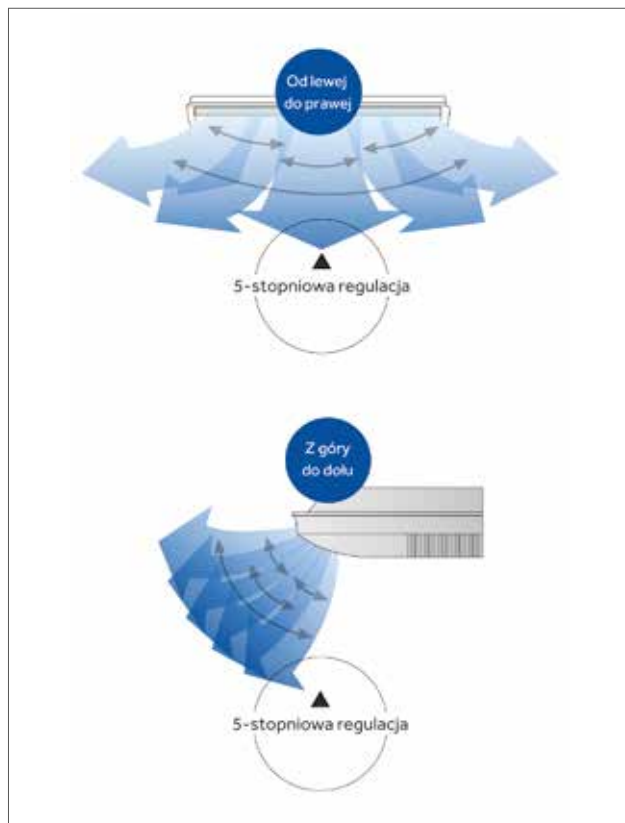 Od lewej
do prawej
5-stopniowa regulacja
Z góry
do dołu
5-stopniowa regulacja